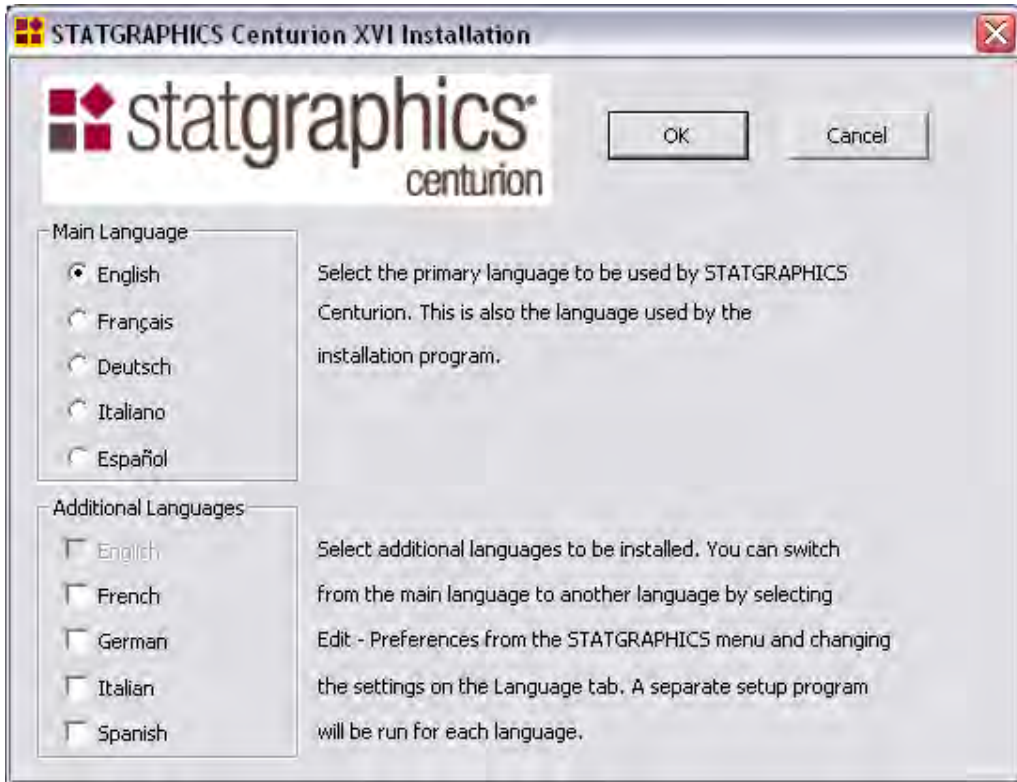 STATGRAPHICS Centurion XVI Installation
statgraphics®
centurion
OK
Cancel
Main Language
English
Français
Deutsch
Italiano
Español
Select the primary language to be used by STATGRAPHICS
Centurion. This is also the language used by the
installation program.
Additional Languages
English
French
German
Italian
Spanish
Select additional languages to be installed. You can switch
from the main language to another language by selecting
Edit - Preferences from the STATGRAPHICS menu and changing
the settings on the Language tab. A separate setup program
will be run for each language.